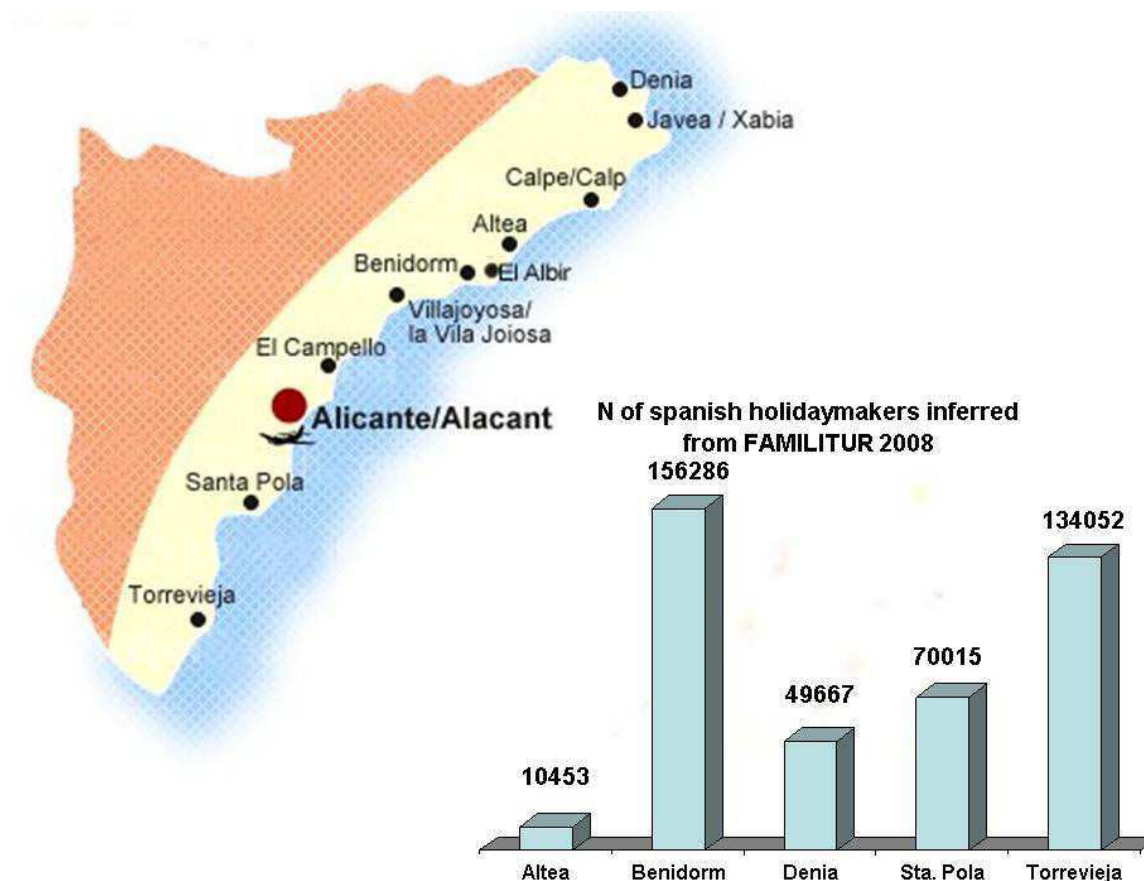 Denia
Javea / Xabia
Calpe/Calp
Altea
Benidorm
El Albir
Villajoyosa/
la Vila Joiosa
El Campello
Alicante/Alacant
Santa Pola
Torrevieja
N of spanish holidaymakers inferred
from FAMILITUR 2008
156286
134052
70015
49667
10453
Altea Benidorm Denia Sta. Pola Torrevieja